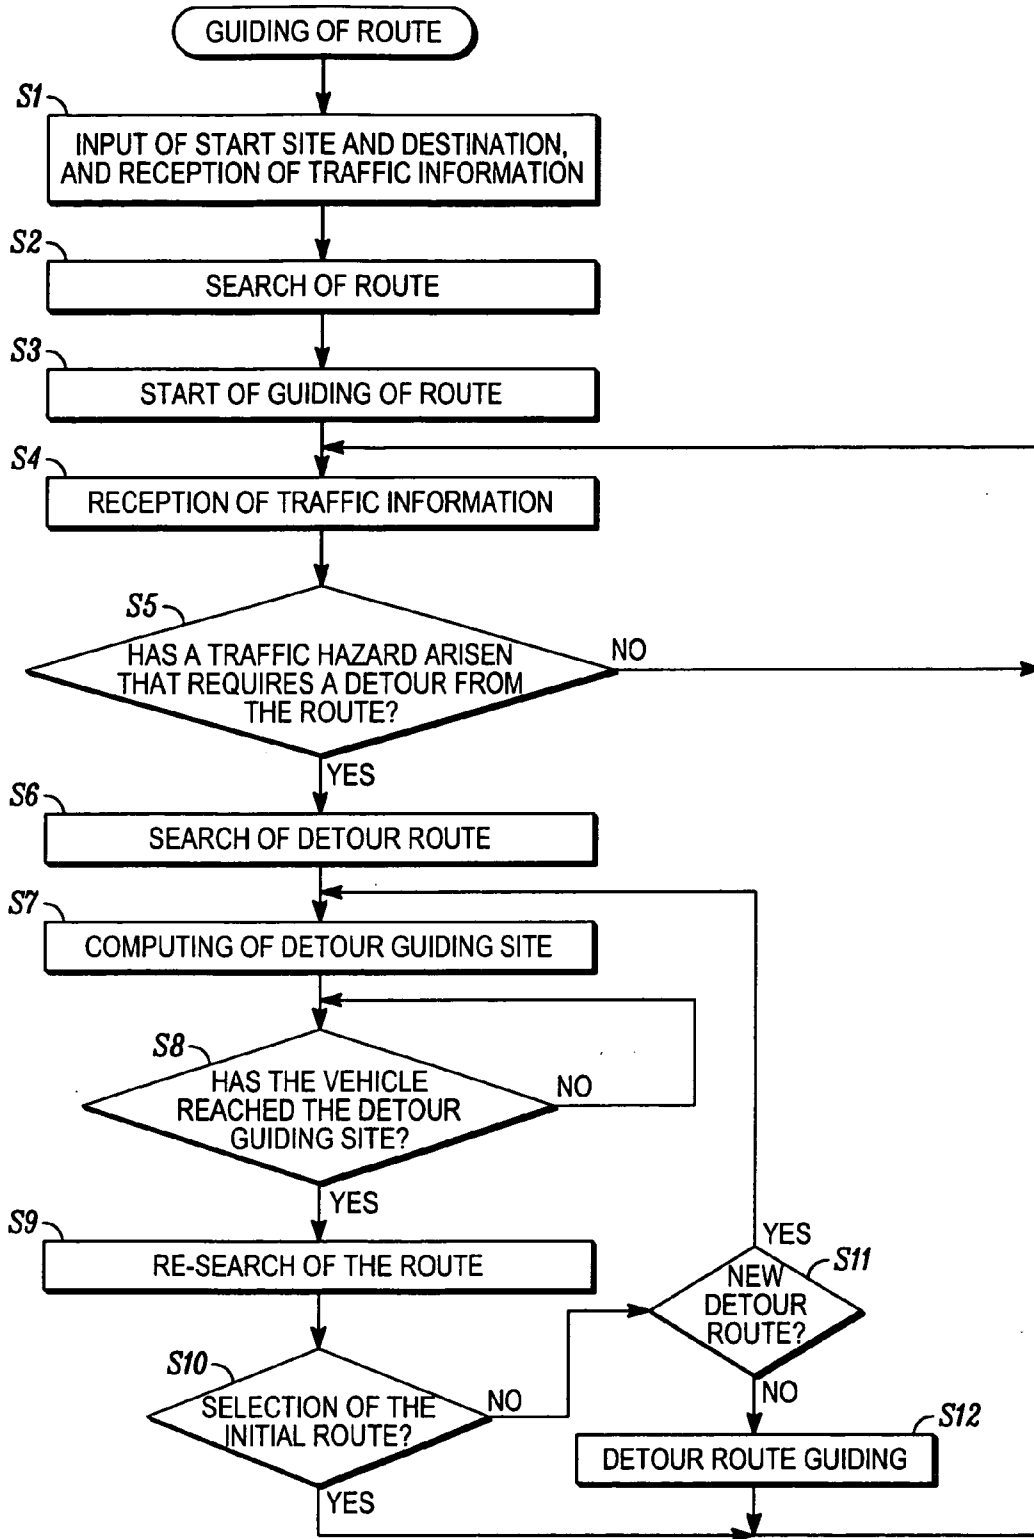 GUIDING OF ROUTE
S1
INPUT OF START SITE AND DESTINATION,
AND RECEPTION OF TRAFFIC INFORMATION
S2
SEARCH OF ROUTE
S3
START OF GUIDING OF ROUTE
S4
RECEPTION OF TRAFFIC INFORMATION
S5
HAS A TRAFFIC HAZARD ARISEN
THAT REQUIRES A DETOUR FROM
THE ROUTE?
NO
YES
S6
SEARCH OF DETOUR ROUTE
S7
COMPUTING OF DETOUR GUIDING SITE
S8
HAS THE VEHICLE
REACHED THE DETOUR
GUIDING SITE?
NO
YES
S9
RE-SEARCH OF THE ROUTE
YES
S11
NEW
DETOUR
ROUTE?
NO
S10
SELECTION OF THE
INITIAL ROUTE?
NO
YES
S12
DETOUR ROUTE GUIDING